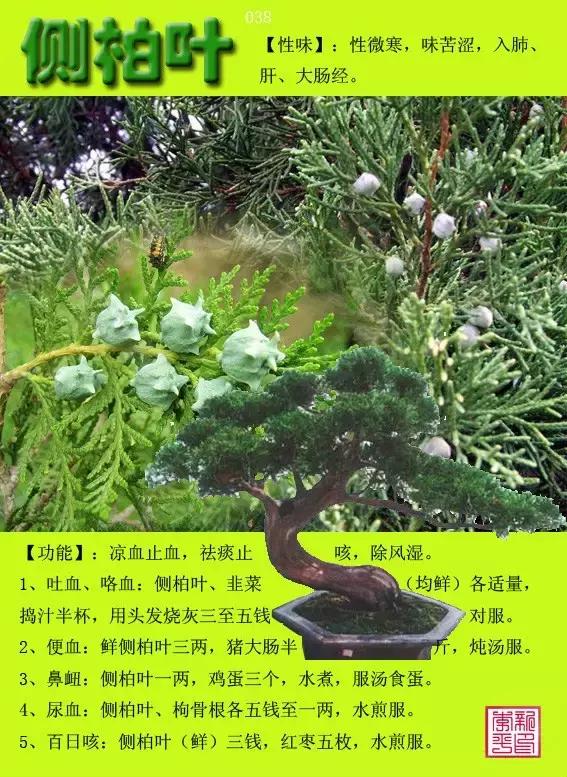 038
侧柏叶
【性味】：性微寒，味苦涩，入肺、
肝、大肠经。
【功能】：凉血止血，祛痰止咳，除风湿。
1、吐血、咯血：侧柏叶、韭菜（均鲜）各适量，
捣汁半杯，用头发烧灰三至五钱对服。
2、便血：鲜侧柏叶三两，猪大肠半斤，炖汤服。
3、鼻衄：侧柏叶一两，鸡蛋三个，水煮，服汤食蛋。
4、尿血：侧柏叶、枸骨根各五钱至一两，水煎服。
5、百日咳：侧柏叶（鲜）三钱，红枣五枚，水煎服。